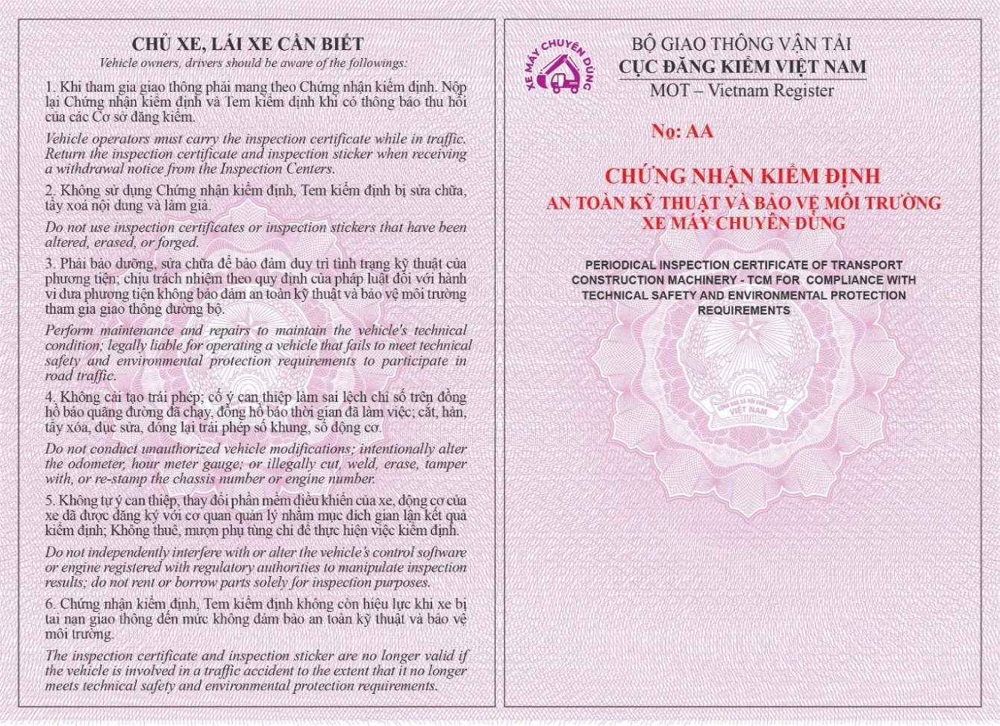 CHỦ XE, LÁI XE CẦN BIẾT
Vehicle owners, drivers should be aware of the followings:
1. Khi tham gia giao thông phải mang theo Chứng nhận kiểm định. Nộp
lại Chứng nhận kiểm định và Tem kiểm định khi có thông báo thu hồi
của các Cơ sở đăng kiểm.
Vehicle operators must carry the inspection certificate while in traffic.
Return the inspection certificate and inspection sticker when receiving
a withdrawal notice from the Inspection Centers.
2. Không sử dụng Chứng nhận kiểm định, Tem kiểm định bị sửa chữa,
tẩy xoá nội dung và làm giả.
Do not use inspection certificates or inspection stickers that have been
altered, erased, or forged.
3. Phải bảo dưỡng, sửa chữa để bảo đảm duy trì tình trạng kỹ thuật của
phương tiện; chịu trách nhiệm theo quy định của pháp luật đối với hành
vi đưa phương tiện không bảo đảm an toàn kỹ thuật và bảo vệ môi trường
tham gia giao thông đường bộ.
Perform maintenance and repairs to maintain the vehicle's technical
condition; legally liable for operating a vehicle that fails to meet technical
safety and environmental protection requirements to participate in
road traffic.
4. Không cải tạo trái phép; cố ý can thiệp làm sai lệch chỉ số trên đồng
hồ báo quãng đường đã chạy, đồng hồ báo thời gian đã làm việc; cắt, hàn,
tẩy xóa, đục sửa, đóng lại trái phép số khung, số động cơ.
Do not conduct unauthorized vehicle modifications; intentionally alter
the odometer, hour meter gauge; or illegally cut, weld, erase, tamper
with, or re-stamp the chassis number or engine number.
5. Không tự ý can thiệp, thay đổi phần mềm điều khiển của xe, động cơ của
xe đã được đăng ký với cơ quan quản lý nhằm mục đích gian lận kết quả
kiểm định; Không thuê, mượn phụ tùng chỉ để thực hiện việc kiểm định.
Do not independently interfere with or alter the vehicle’s control software
or engine registered with regulatory authorities to manipulate inspection
results; do not rent or borrow parts solely for inspection purposes.
6. Chứng nhận kiểm định, Tem kiểm định không còn hiệu lực khi xe bị
tai nạn giao thông đến mức không đảm bảo an toàn kỹ thuật và bảo vệ
môi trường.
The inspection certificate and inspection sticker are no longer valid if
the vehicle is involved in a traffic accident to the extent that it no longer
meets technical safety and environmental protection requirements.
XE MÁY CHUYÊN DÙNG
BỘ GIAO THÔNG VẬN TẢI
CỤC ĐĂNG KIỂM VIỆT NAM
MOT – Vietnam Register
Nọ: AA
CHỨNG NHẬN KIỂM ĐỊNH
AN TOÀN KỸ THUẬT VÀ BẢO VỆ MÔI TRƯỜNG
XE MÁY CHUYÊN DÙNG
PERIODICAL INSPECTION CERTIFICATE OF TRANSPORT
CONSTRUCTION MACHINERY - TCM FOR COMPLIANCE WITH
TECHNICAL SAFETY AND ENVIRONMENTAL PROTECTION
REQUIREMENTS
CỘNG HOÀ XÃ HỘI CHỦ NGHĨA
VIỆT NAM